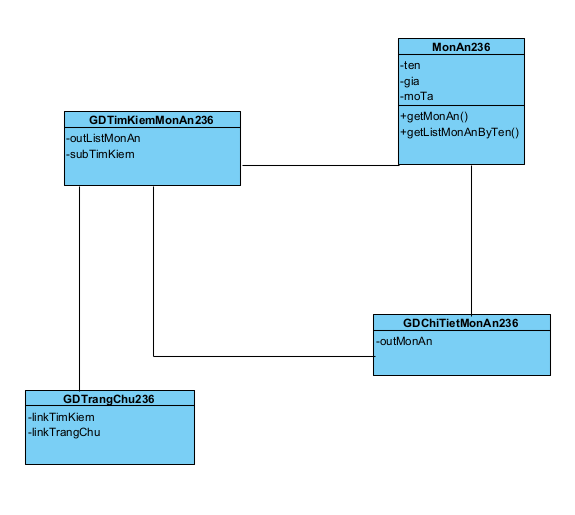 MonAn236
-ten
-gia
-moTa
+getMonAn()
+getListMonAnByTen()
GDTimKiemMonAn236
-outListMonAn
-subTimKiem
GDChiTietMonAn236
-outMonAn
GDTrangChu236
-linkTimKiem
-linkTrangChu